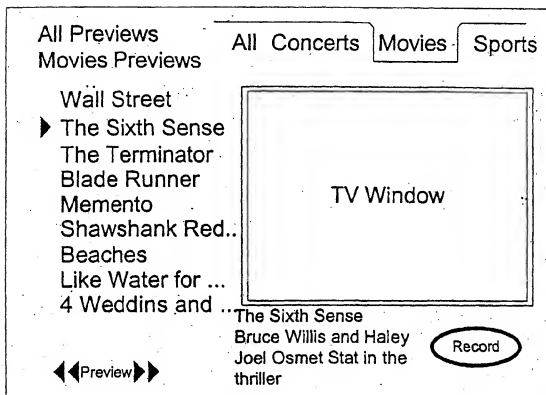 All Previews
Movies Previews
All Concerts Movies Sports
Wall Street
The Sixth Sense
The Terminator
Blade Runner
Memento
Shawshank Red..
Beaches
Like Water for ...
4 Weddins and ...
TV Window
The Sixth Sense
Bruce Willis and Haley
Joel Osmet Stat in the
thriller
Record
Preview